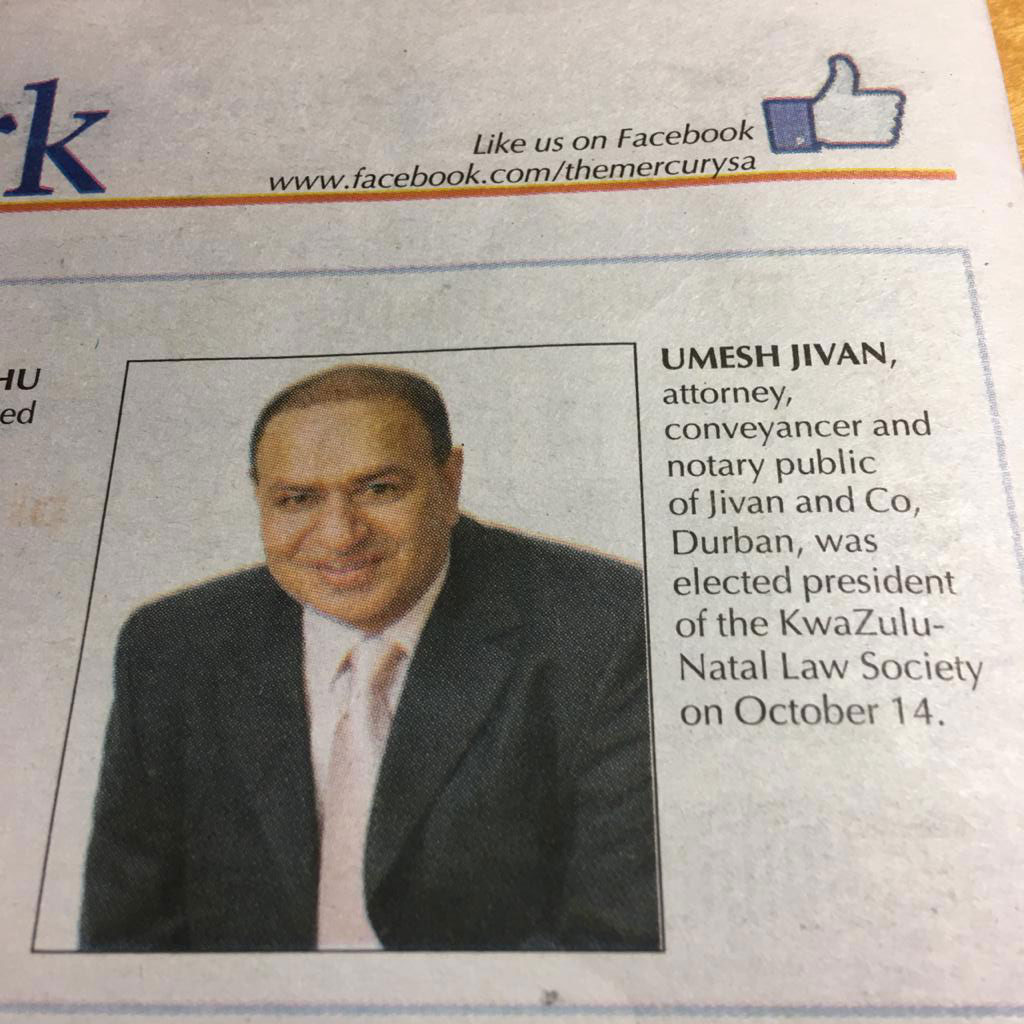 rk
Like us on Facebook
www.facebook.com/themercurysa
HU
ed
UMESH JIVAN,
attorney,
conveyancer and
notary public
of Jivan and Co,
Durban, was
elected president
of the KwaZulu-
Natal Law Society
on October 14.